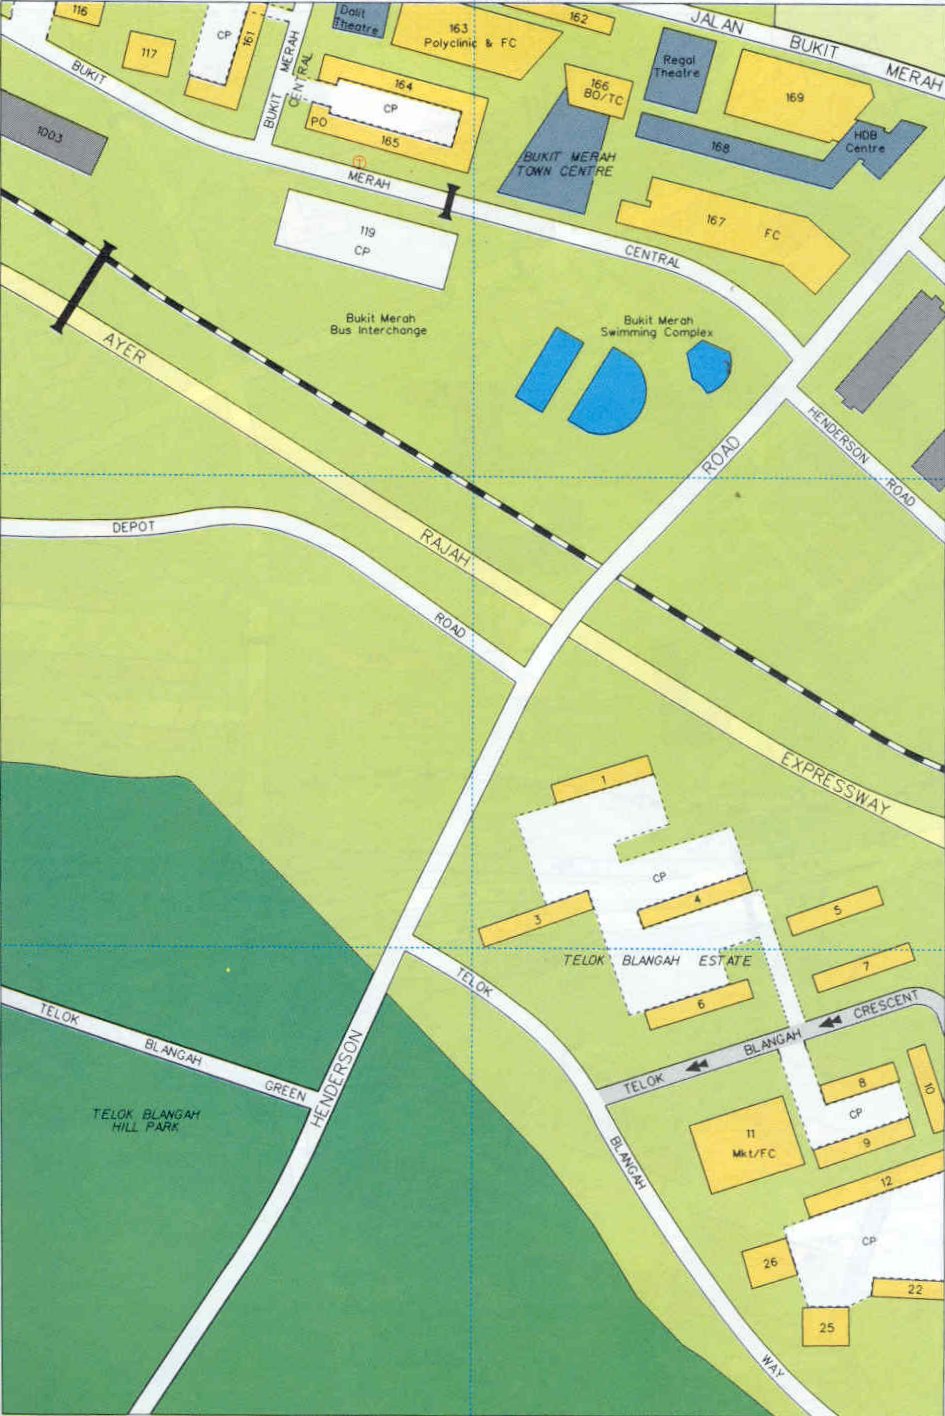 116
117
CP
161
BUKIT MERAH
CENTRAL
Dalit
Theatre
163
Polyclinic & FC
162
JALAN BUKIT MERAH
Regal
Theatre
164
CP
PO
165
166
BO/TC
169
168
HDB
Centre
BUKIT MERAH
TOWN CENTRE
167 FC
1003
BUKIT MERAH CENTRAL
T
119
CP
Bukit Merah
Bus Interchange
Bukit Merah
Swimming Complex
AYER RAJAH EXPRESSWAY
HENDERSON ROAD
DEPOT ROAD
HENDERSON ROAD
1
CP
4
3
5
TELOK BLANGAH ESTATE
7
6
TELOK BLANGAH CRESCENT
TELOK BLANGAH WAY
TELOK BLANGAH GREEN
TELOK BLANGAH
HILL PARK
8
CP
10
9
11
Mkt/FC
12
CP
26
22
25